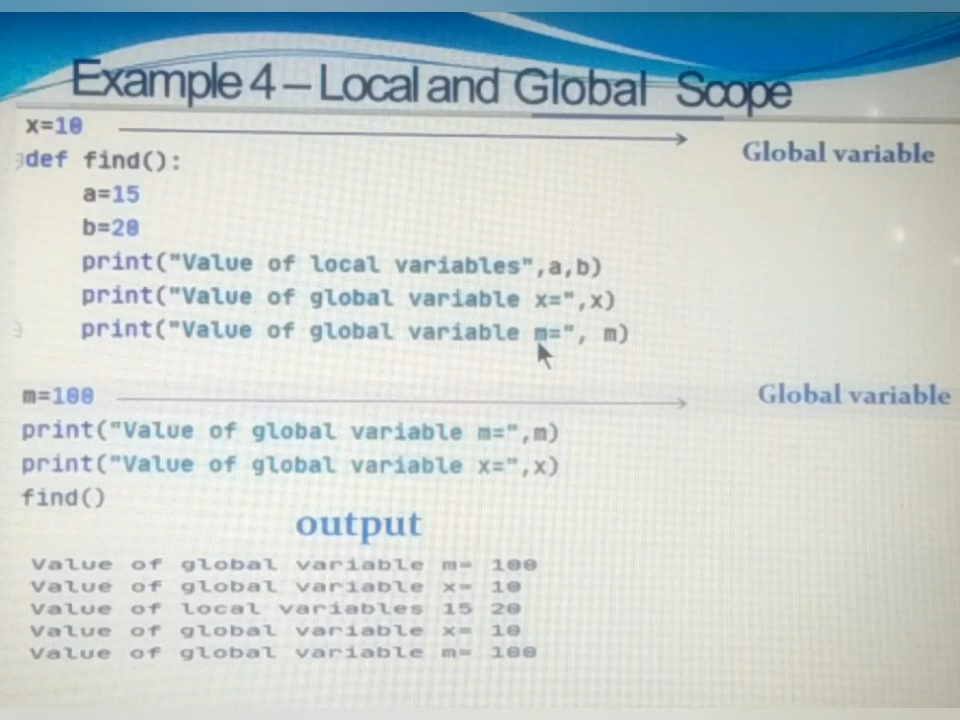 Example 4 – Local and Global Scope
x=10
Global variable
def find():
    a=15
    b=20
    print("Value of local variables",a,b)
    print("Value of global variable x=",x)
    print("Value of global variable m=", m)
m=100
Global variable
print("Value of global variable m=",m)
print("Value of global variable x=",x)
find()
output
Value of global variable m= 100
Value of global variable x= 10
Value of local variables 15 20
Value of global variable x= 10
Value of global variable m= 100